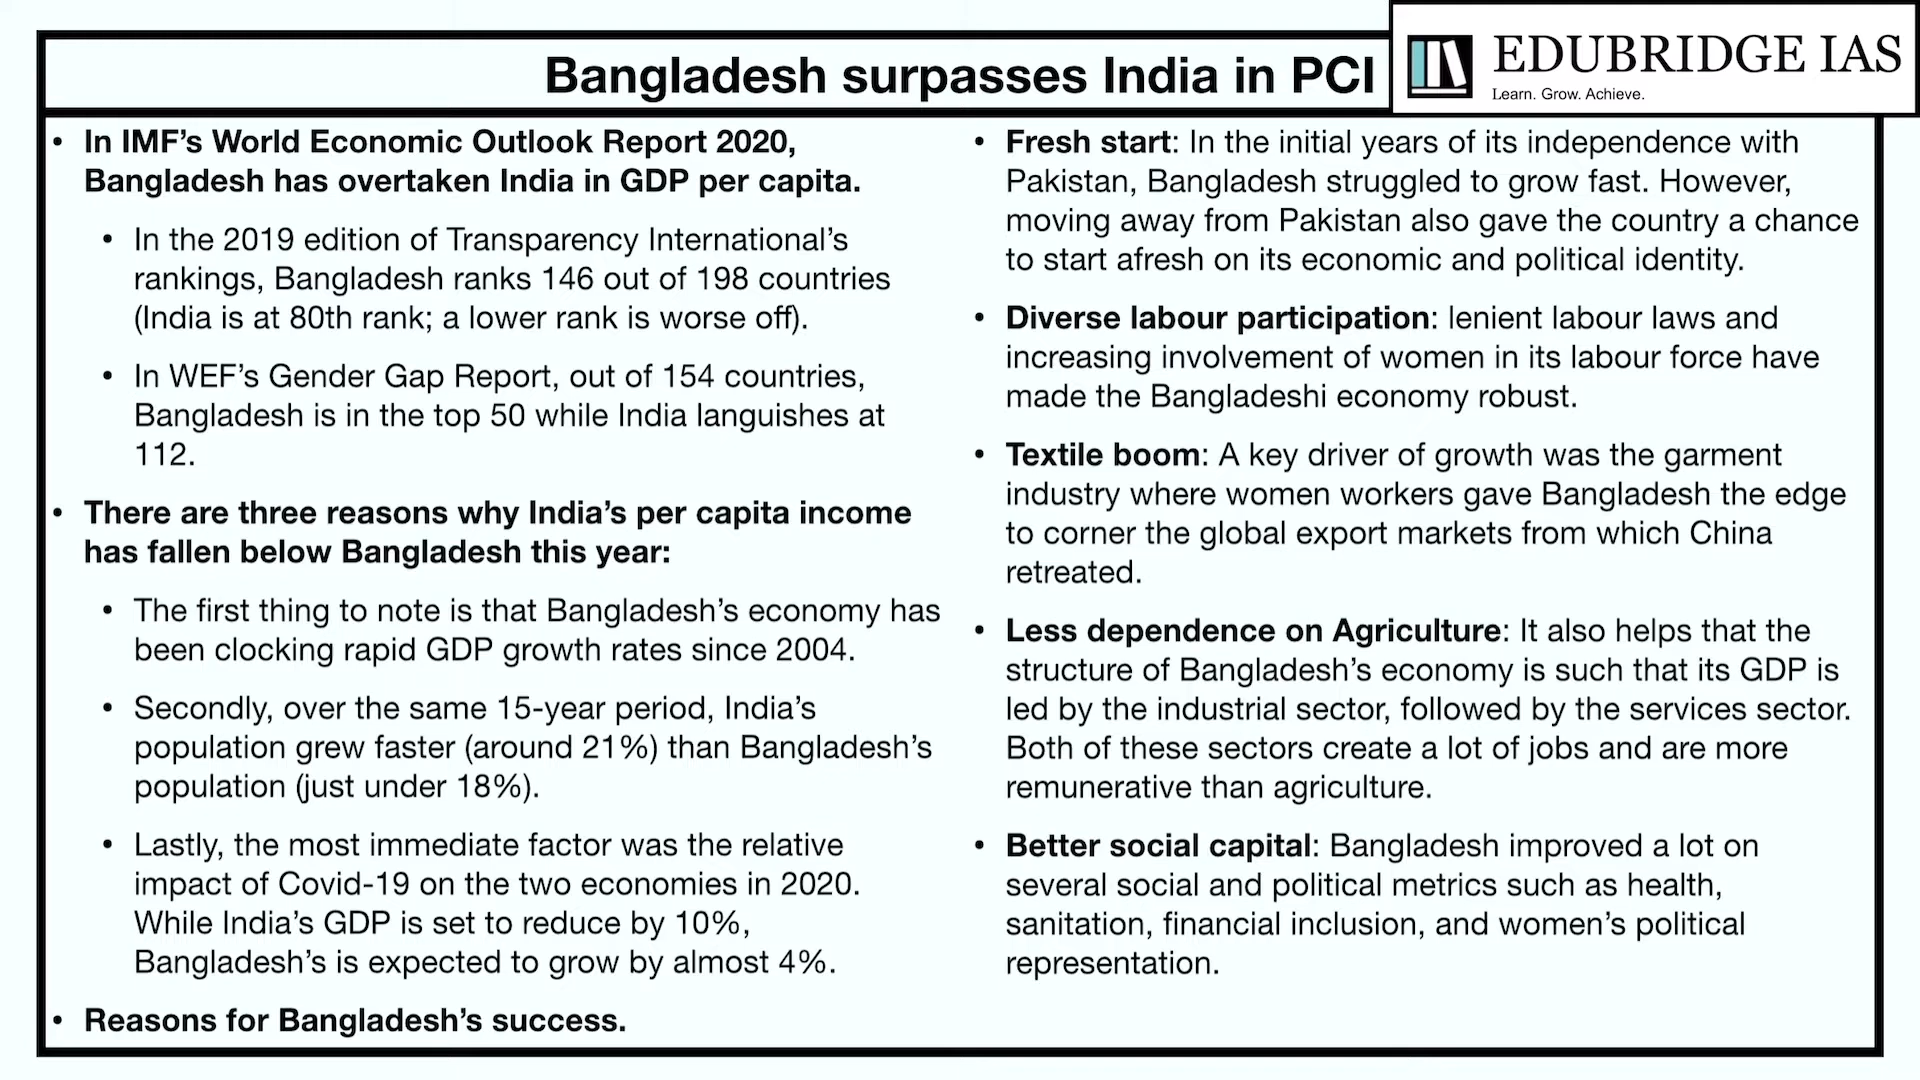 Bangladesh surpasses India in PCI
EDUBRIDGE IAS
Learn. Grow. Achieve.
• In IMF’s World Economic Outlook Report 2020,
Bangladesh has overtaken India in GDP per capita.
• In the 2019 edition of Transparency International’s
rankings, Bangladesh ranks 146 out of 198 countries
(India is at 80th rank; a lower rank is worse off).
• In WEF’s Gender Gap Report, out of 154 countries,
Bangladesh is in the top 50 while India languishes at
112.
• There are three reasons why India’s per capita income
has fallen below Bangladesh this year:
• The first thing to note is that Bangladesh’s economy has
been clocking rapid GDP growth rates since 2004.
• Secondly, over the same 15-year period, India’s
population grew faster (around 21%) than Bangladesh’s
population (just under 18%).
• Lastly, the most immediate factor was the relative
impact of Covid-19 on the two economies in 2020.
While India’s GDP is set to reduce by 10%,
Bangladesh’s is expected to grow by almost 4%.
• Reasons for Bangladesh’s success.
• Fresh start: In the initial years of its independence with
Pakistan, Bangladesh struggled to grow fast. However,
moving away from Pakistan also gave the country a chance
to start afresh on its economic and political identity.
• Diverse labour participation: lenient labour laws and
increasing involvement of women in its labour force have
made the Bangladeshi economy robust.
• Textile boom: A key driver of growth was the garment
industry where women workers gave Bangladesh the edge
to corner the global export markets from which China
retreated.
• Less dependence on Agriculture: It also helps that the
structure of Bangladesh’s economy is such that its GDP is
led by the industrial sector, followed by the services sector.
Both of these sectors create a lot of jobs and are more
remunerative than agriculture.
• Better social capital: Bangladesh improved a lot on
several social and political metrics such as health,
sanitation, financial inclusion, and women’s political
representation.